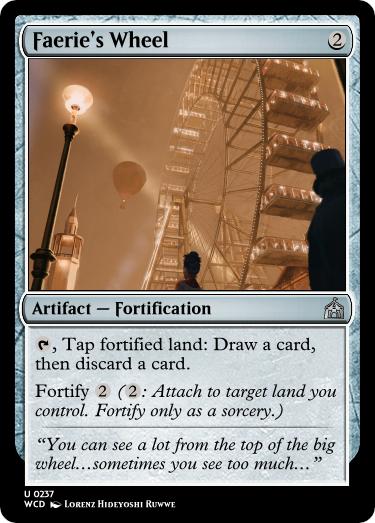 Faerie's Wheel 2
Artifact — Fortification
, Tap fortified land: Draw a card,
then discard a card.
Fortify 2 (2: Attach to target land you
control. Fortify only as a sorcery.)
“You can see a lot from the top of the big
wheel…sometimes you see too much…”
U 0237
WCD Lorenz Hideyoshi Ruwwe